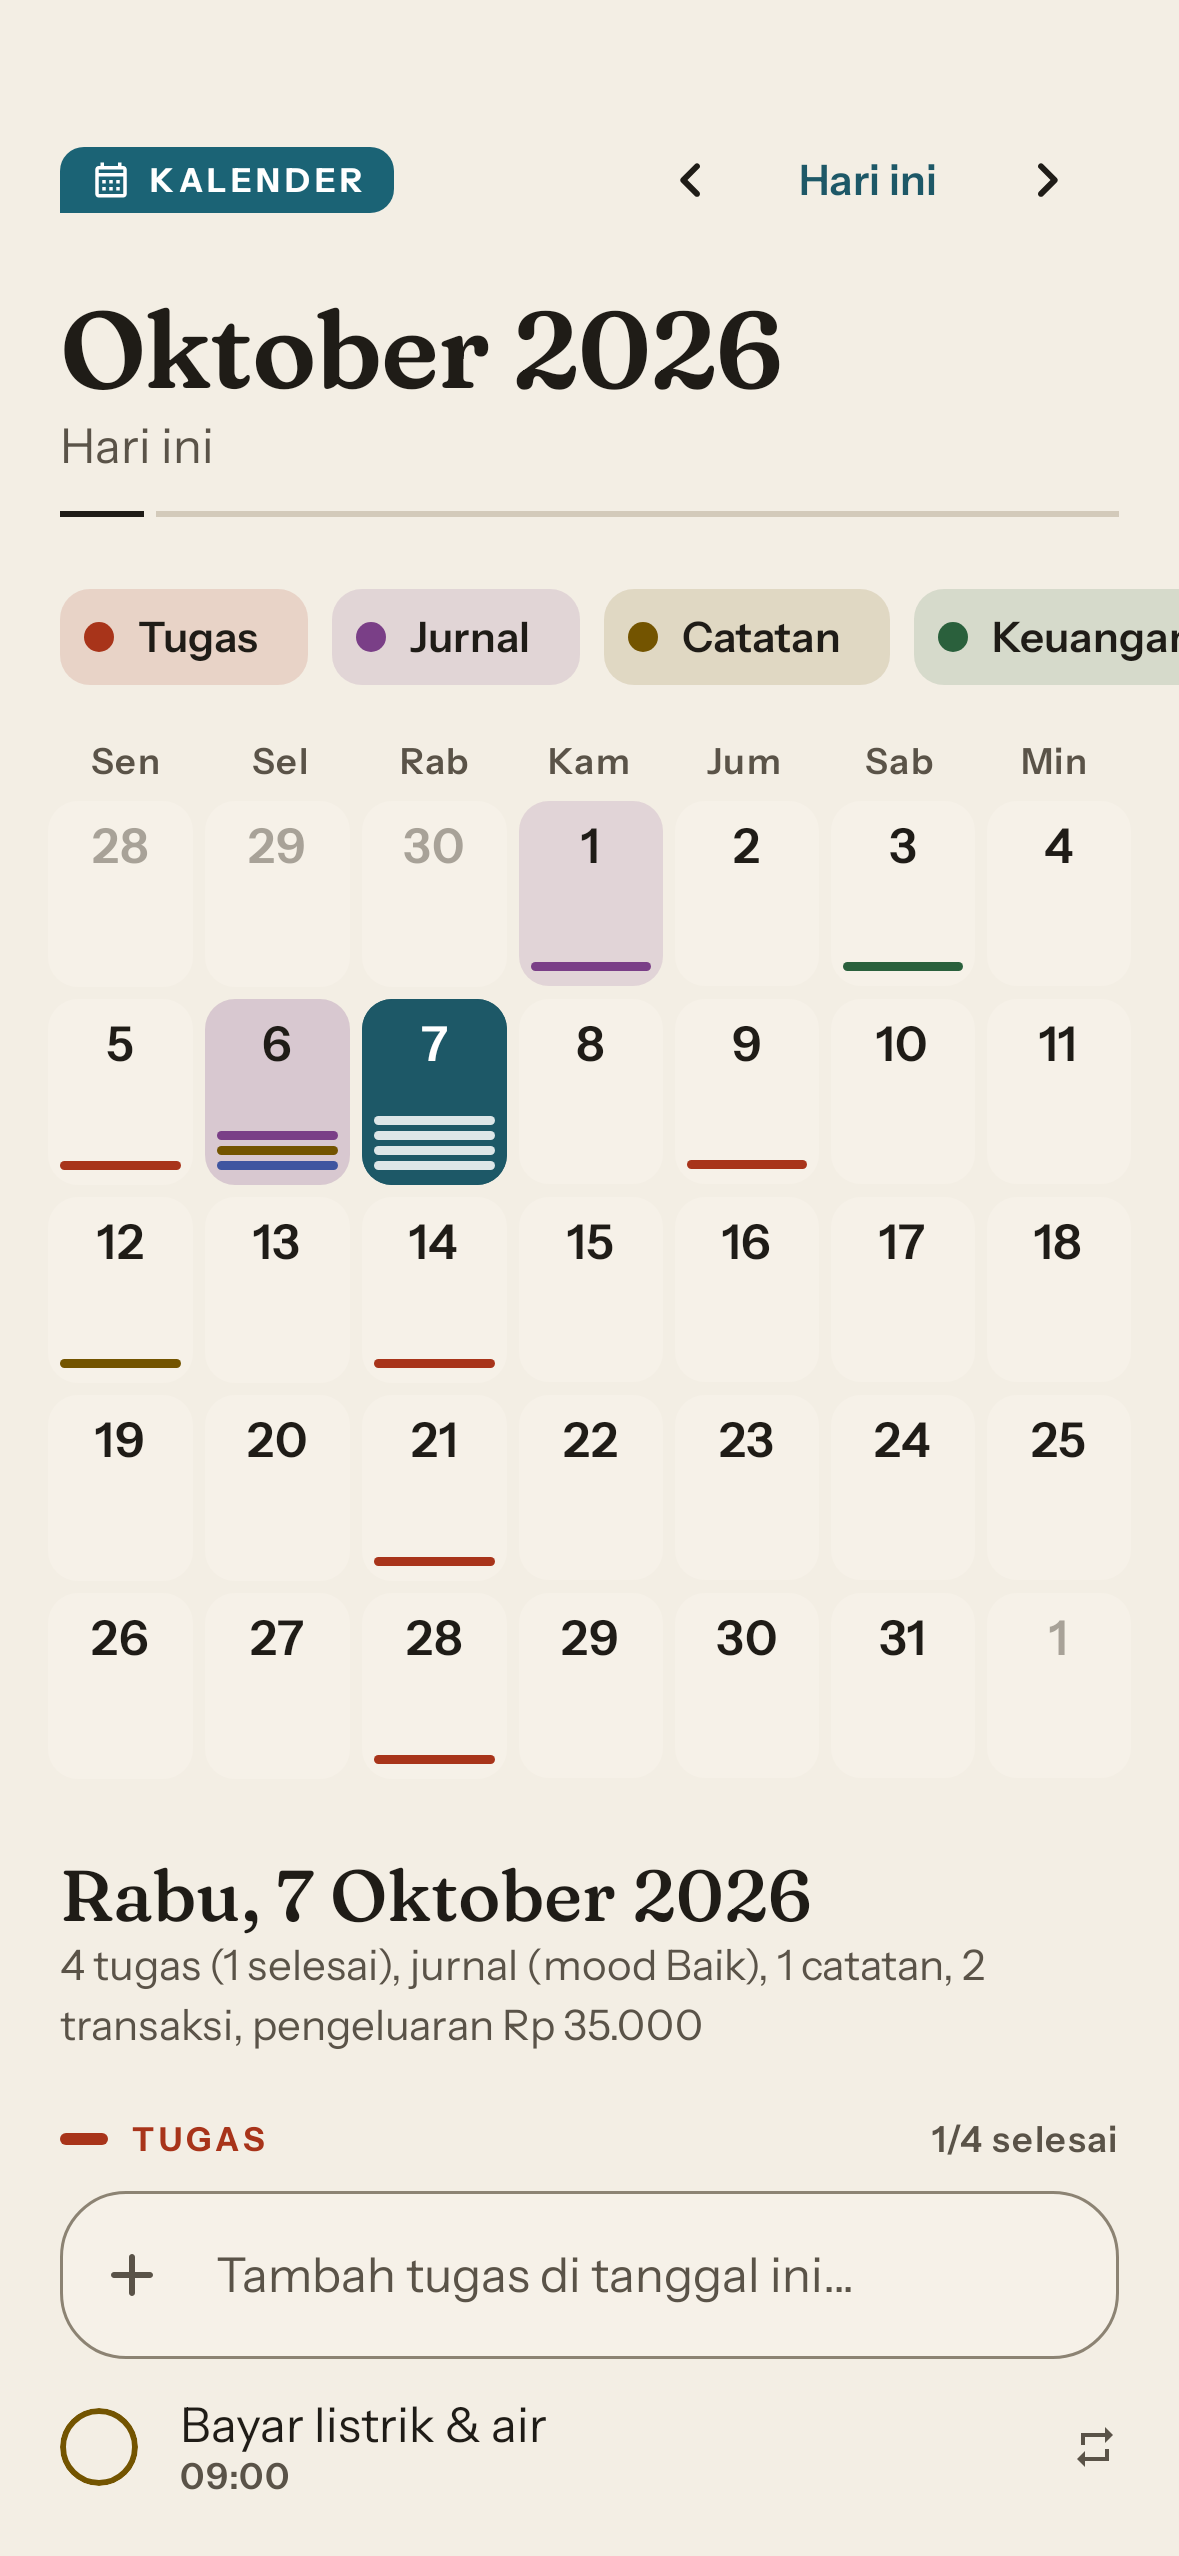 KALENDER
Hari ini
Oktober 2026
Hari ini
Tugas Jurnal Catatan Keuangan
Sen Sel Rab Kam Jum Sab Min
28 29 30 1 2 3 4
5 6 7 8 9 10 11
12 13 14 15 16 17 18
19 20 21 22 23 24 25
26 27 28 29 30 31 1
Rabu, 7 Oktober 2026
4 tugas (1 selesai), jurnal (mood Baik), 1 catatan, 2
transaksi, pengeluaran Rp 35.000
TUGAS 1/4 selesai
Tambah tugas di tanggal ini...
Bayar listrik & air
09:00